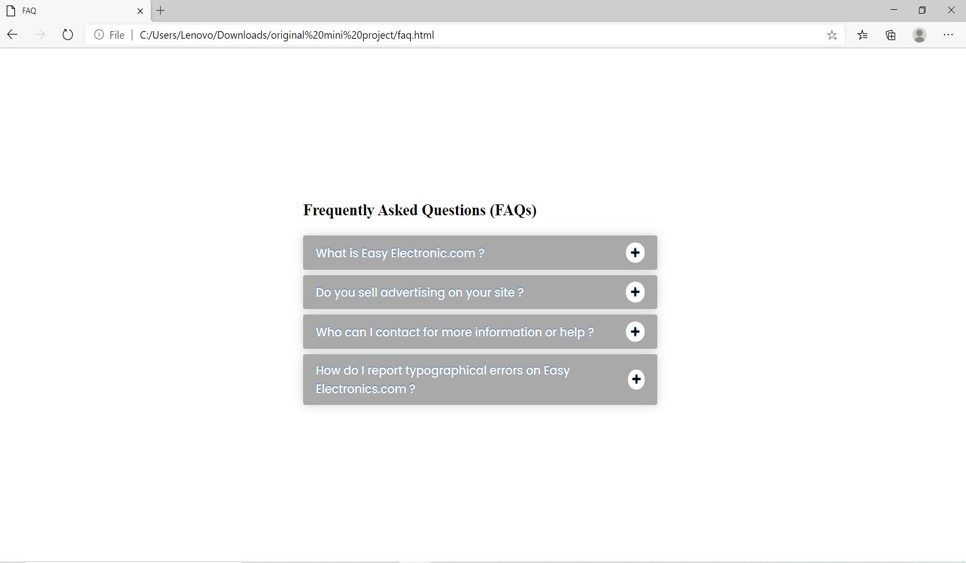 FAQ
File
C:/Users/Lenovo/Downloads/original%20mini%20project/faq.html
Frequently Asked Questions (FAQs)
What is Easy Electronic.com ?
Do you sell advertising on your site ?
Who can I contact for more information or help ?
How do I report typographical errors on Easy
Electronics.com ?